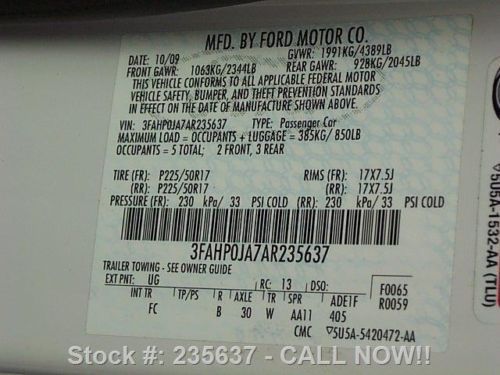 MFD. BY FORD MOTOR CO.
10/09 GVWR: 1991KG/4389LB
FRONT GAWR: 1063KG/2344LB REAR GAWR: 928KG/2045LB
THIS VEHICLE CONFORMS TO ALL APPLICABLE FEDERAL MOTOR
VEHICLE SAFETY, BUMPER, AND THEFT PREVENTION STANDARDS
IN EFFECT ON THE DATE OF MANUFACTURE SHOWN ABOVE.
VIN: 3FAHP0JA7AR235637 TYPE: Passenger Car
MAXIMUM LOAD = OCCUPANTS + LUGGAGE = 385KG/850LB
OCCUPANTS = 5 TOTAL; 2 FRONT, 3 REAR
TIRE (FR): P225/50R17 RIMS (FR): 17X7.5J
(RR): P225/50R17 (RR): 17X7.5J
PRESSURE (FR): 230 kPa/ 33 PSI COLD (RR): 230 kPa/ 33 PSI COLD
3FAHP0JA7AR235637
TRAILER TOWING - SEE OWNER GUIDE
EXT PNT: UG RC: 13 DSO: F0065
INT TR TP/PS R AXLE TR SPR ADE1F R0059
FC B 30 W AA11 405
CMC 5U5A-5420472-AA
V5U5A-1532-AA (TLU)
Stock #: 235637 - CALL NOW!!